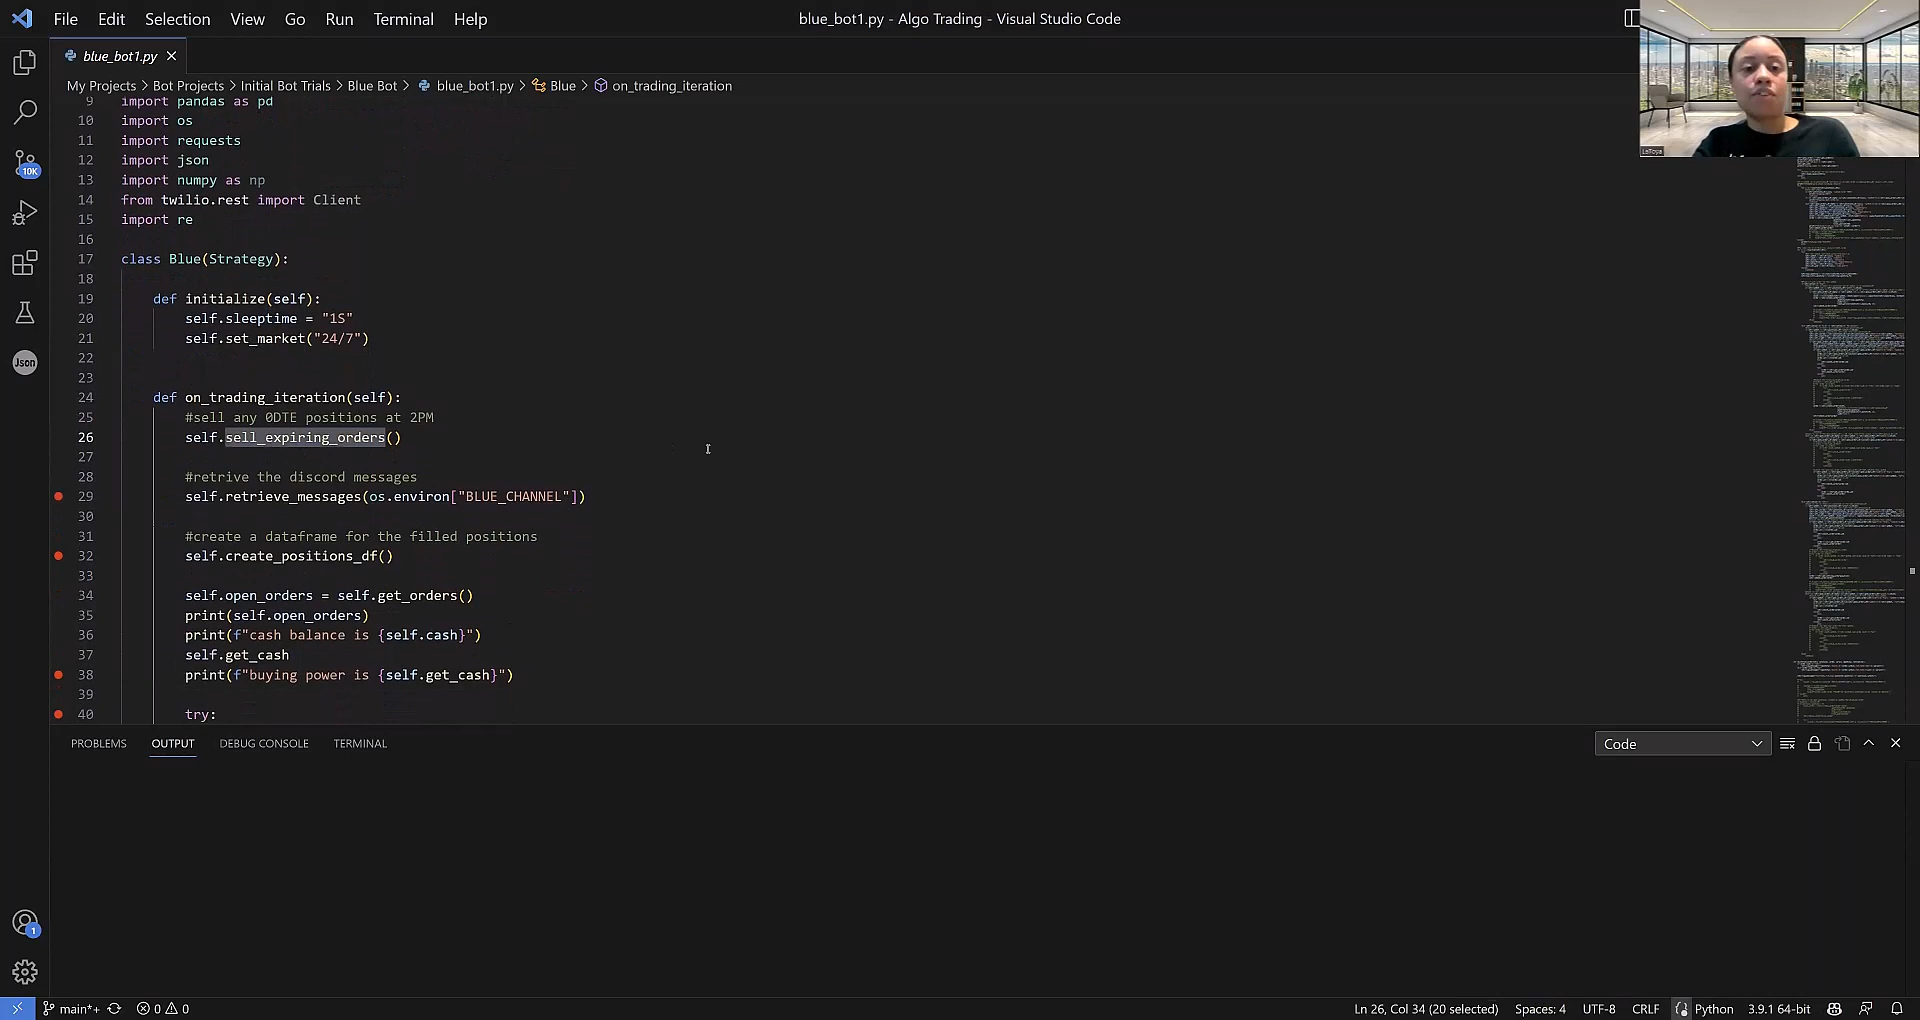 File Edit Selection View Go Run Terminal Help
blue_bot1.py - Algo Trading - Visual Studio Code
blue_bot1.py
My Projects > Bot Projects > Initial Bot Trials > Blue Bot > blue_bot1.py > Blue > on_trading_iteration
9 import pandas as pd
10 import os
11 import requests
12 import json
13 import numpy as np
14 from twilio.rest import Client
15 import re
16
17 class Blue(Strategy):
18
19 def initialize(self):
20 self.sleeptime = "1S"
21 self.set_market("24/7")
22
23
24 def on_trading_iteration(self):
25 #sell any 0DTE positions at 2PM
26 self.sell_expiring_orders()
27
28 #retrive the discord messages
29 self.retrieve_messages(os.environ["BLUE_CHANNEL"])
30
31 #create a dataframe for the filled positions
32 self.create_positions_df()
33
34 self.open_orders = self.get_orders()
35 print(self.open_orders)
36 print(f"cash balance is {self.cash}")
37 self.get_cash
38 print(f"buying power is {self.get_cash}")
39
40 try:
10K
Json
LaToya
PROBLEMS OUTPUT DEBUG CONSOLE TERMINAL
Code
1
main*+ 0 0
Ln 26, Col 34 (20 selected) Spaces: 4 UTF-8 CRLF Python 3.9.1 64-bit